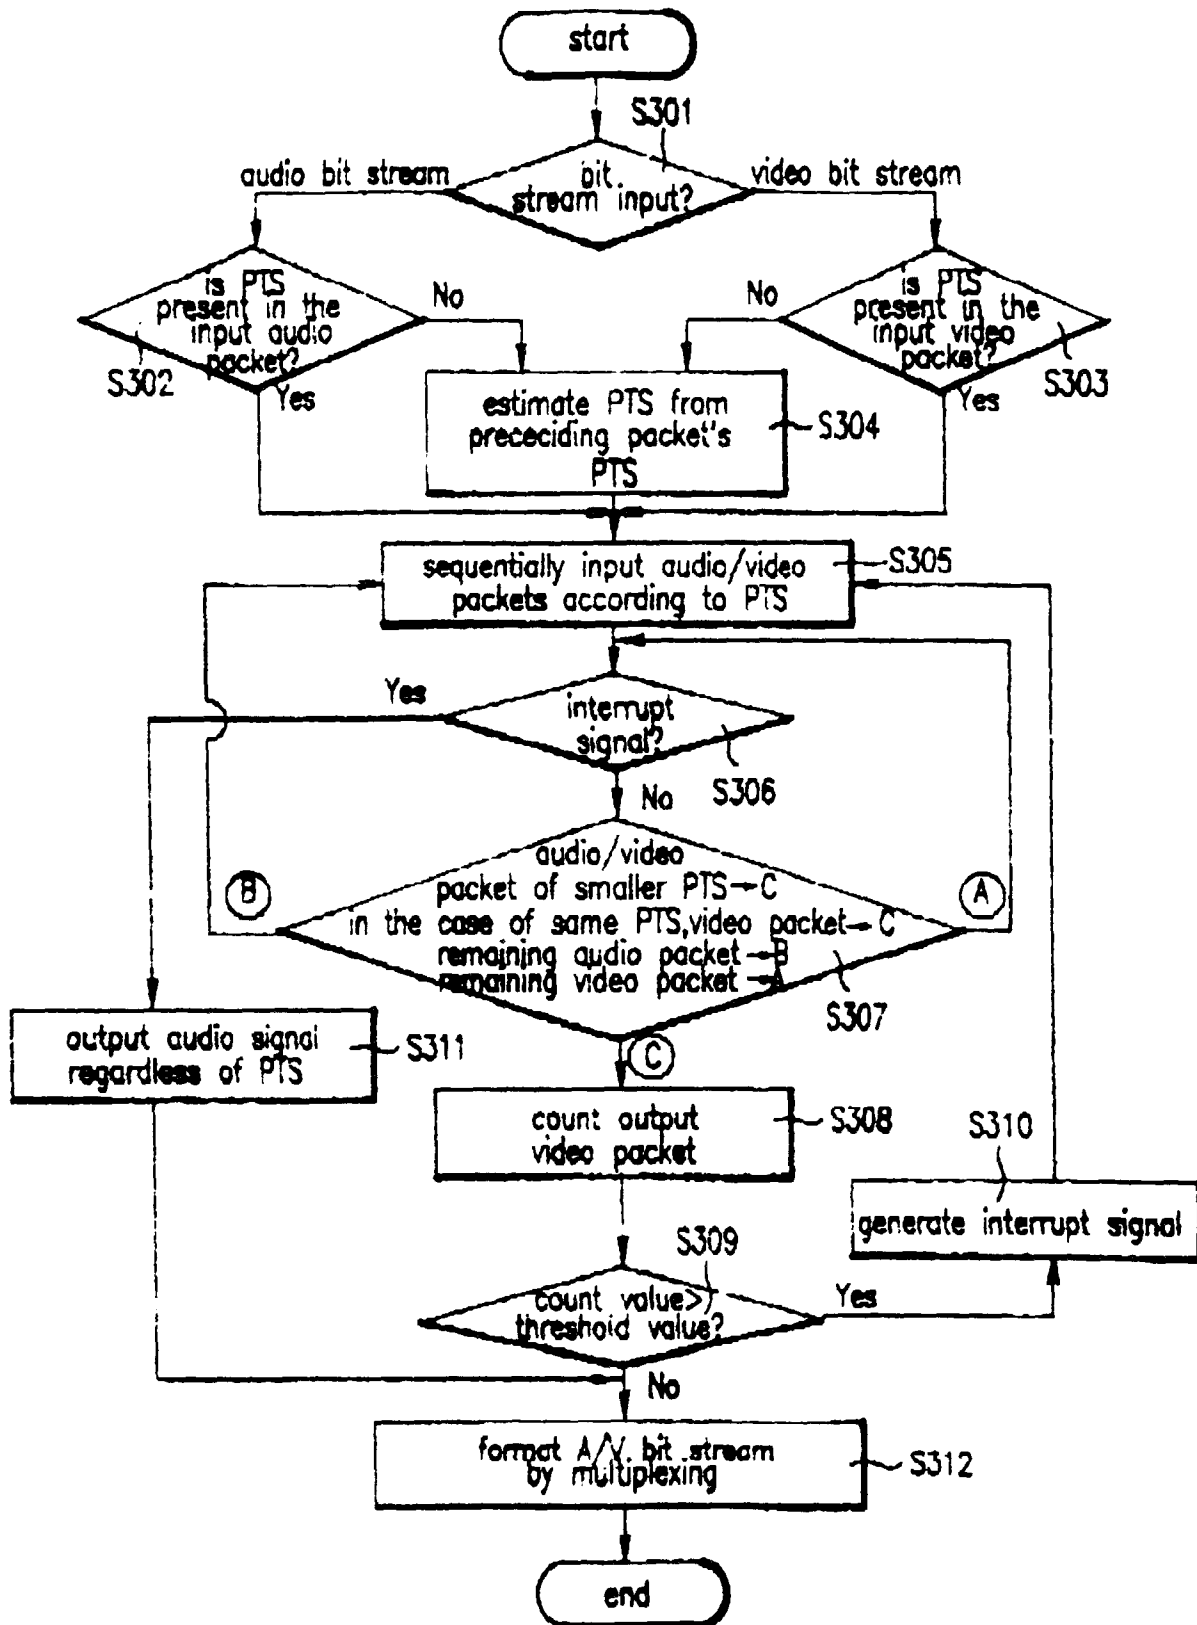 start
S301
audio bit stream
bit
stream input?
video bit stream
is PTS
present in the
input audio
packet?
S302
No
Yes
is PTS
present in the
input video
packet?
S303
No
Yes
estimate PTS from
prececiding packet's
PTS
S304
sequentially input audio/video
packets according to PTS
S305
Yes
interrupt
signal?
S306
No
B
audio/video
packet of smaller PTS→C
in the case of same PTS,video packet→C
remaining audio packet→B
remaining video packet→A
A
S307
output audio signal
regardless of PTS
S311
C
count output
video packet
S308
S310
generate interrupt signal
S309
count value>
threshold value?
Yes
No
format A/V. bit stream
by multiplexing
S312
end